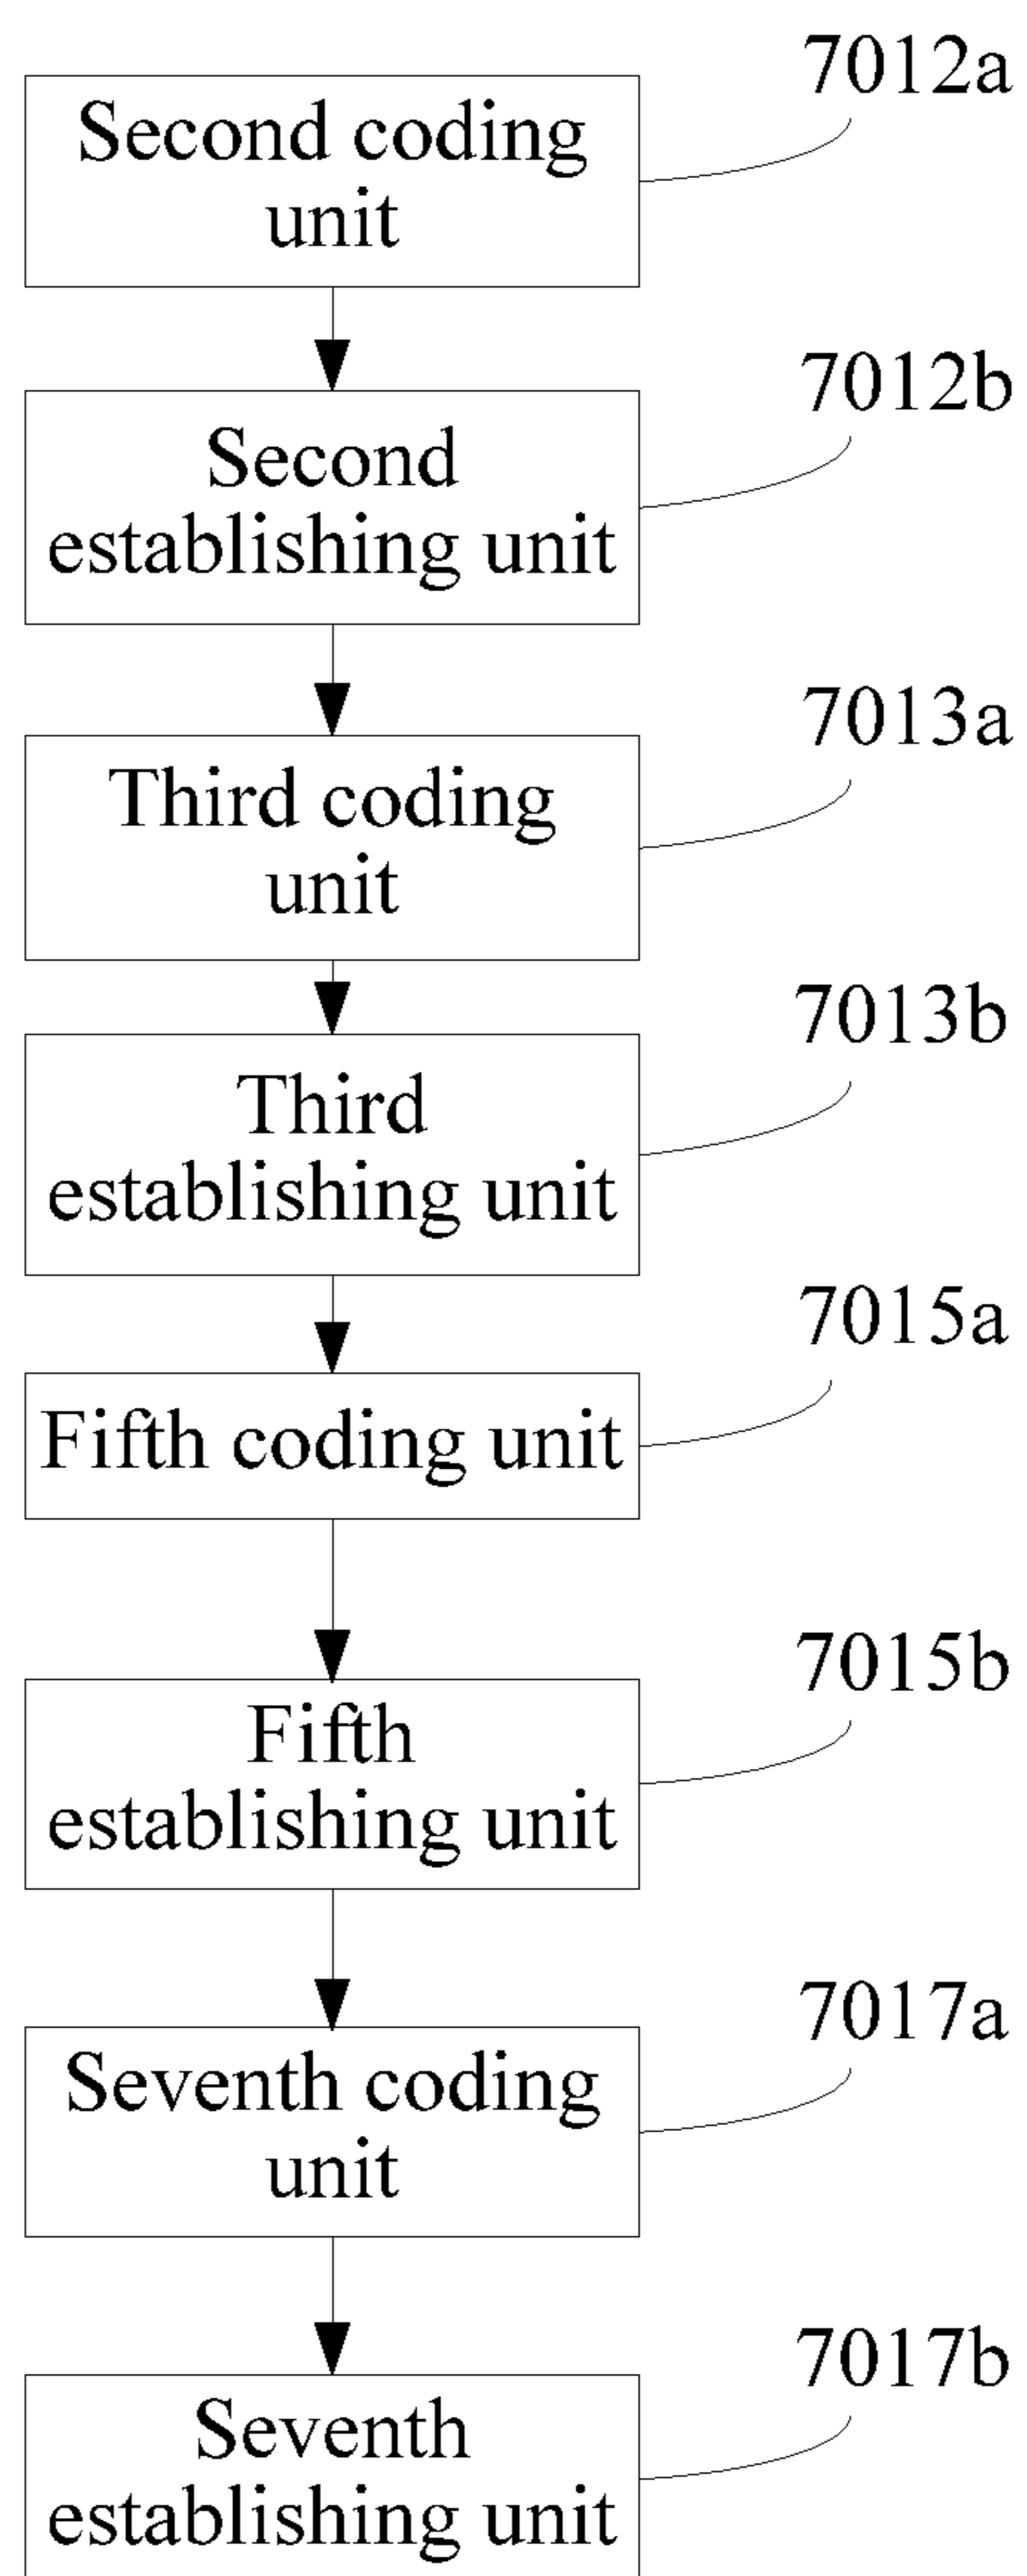 7012a
Second coding
unit
7012b
Second
establishing unit
7013a
Third coding
unit
7013b
Third
establishing unit
7015a
Fifth coding unit
7015b
Fifth
establishing unit
7017a
Seventh coding
unit
7017b
Seventh
establishing unit